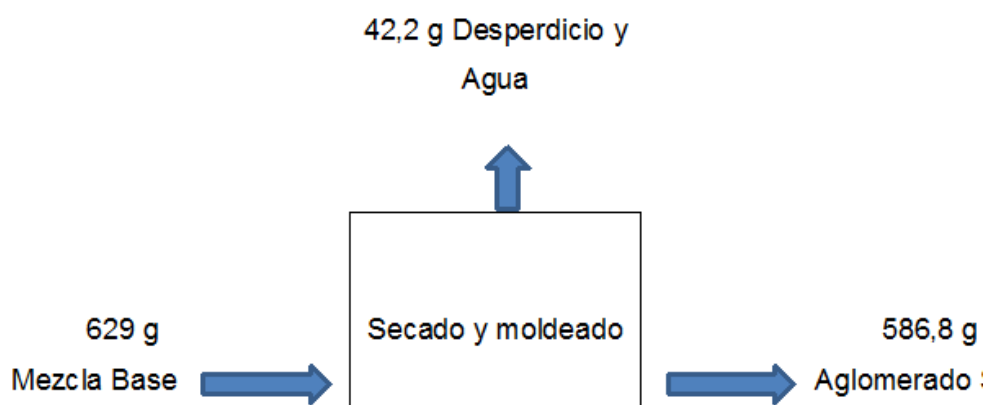 42,2 g Desperdicio y
Agua
629 g
Mezcla Base
Secado y moldeado
586,8 g
Aglomerado